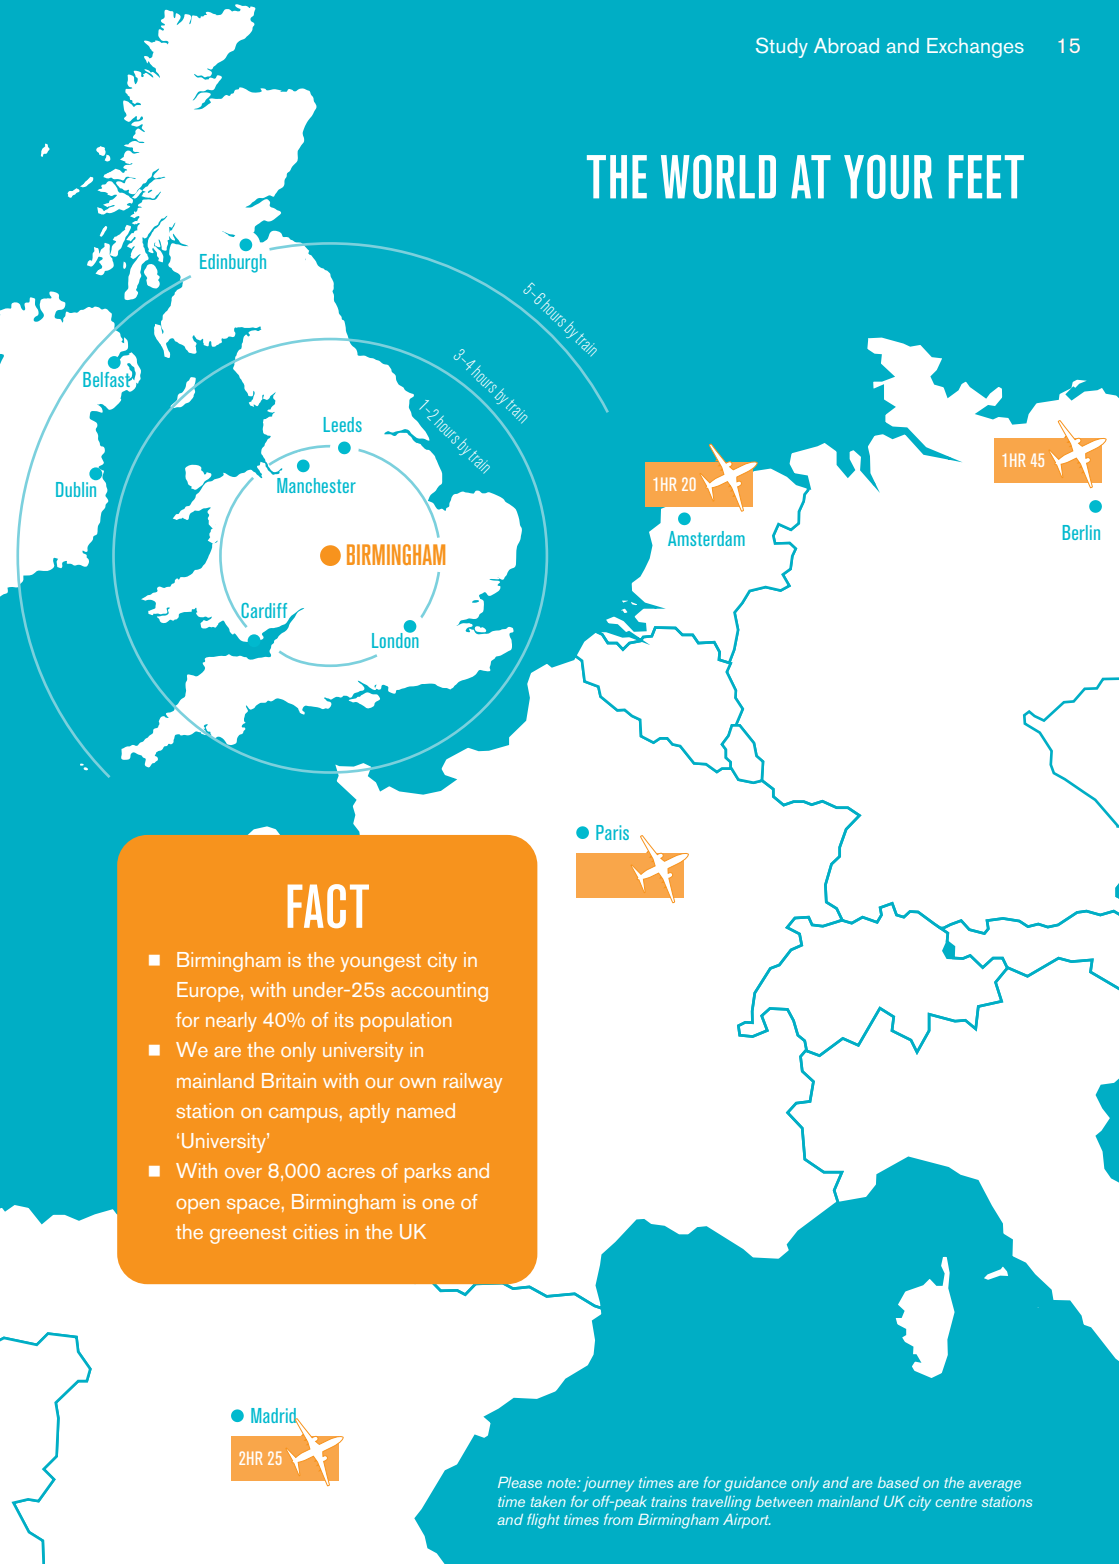 Study Abroad and Exchanges 15
THE WORLD AT YOUR FEET
Edinburgh
5–6 hours by train
3–4 hours by train
1–2 hours by train
Belfast
Leeds
Manchester
Dublin
BIRMINGHAM
Cardiff
London
1HR 20
Amsterdam
1HR 45
Berlin
Paris
FACT
Birmingham is the youngest city in
Europe, with under-25s accounting
for nearly 40% of its population
We are the only university in
mainland Britain with our own railway
station on campus, aptly named
‘University’
With over 8,000 acres of parks and
open space, Birmingham is one of
the greenest cities in the UK
Madrid
2HR 25
Please note: journey times are for guidance only and are based on the average
time taken for off-peak trains travelling between mainland UK city centre stations
and flight times from Birmingham Airport.